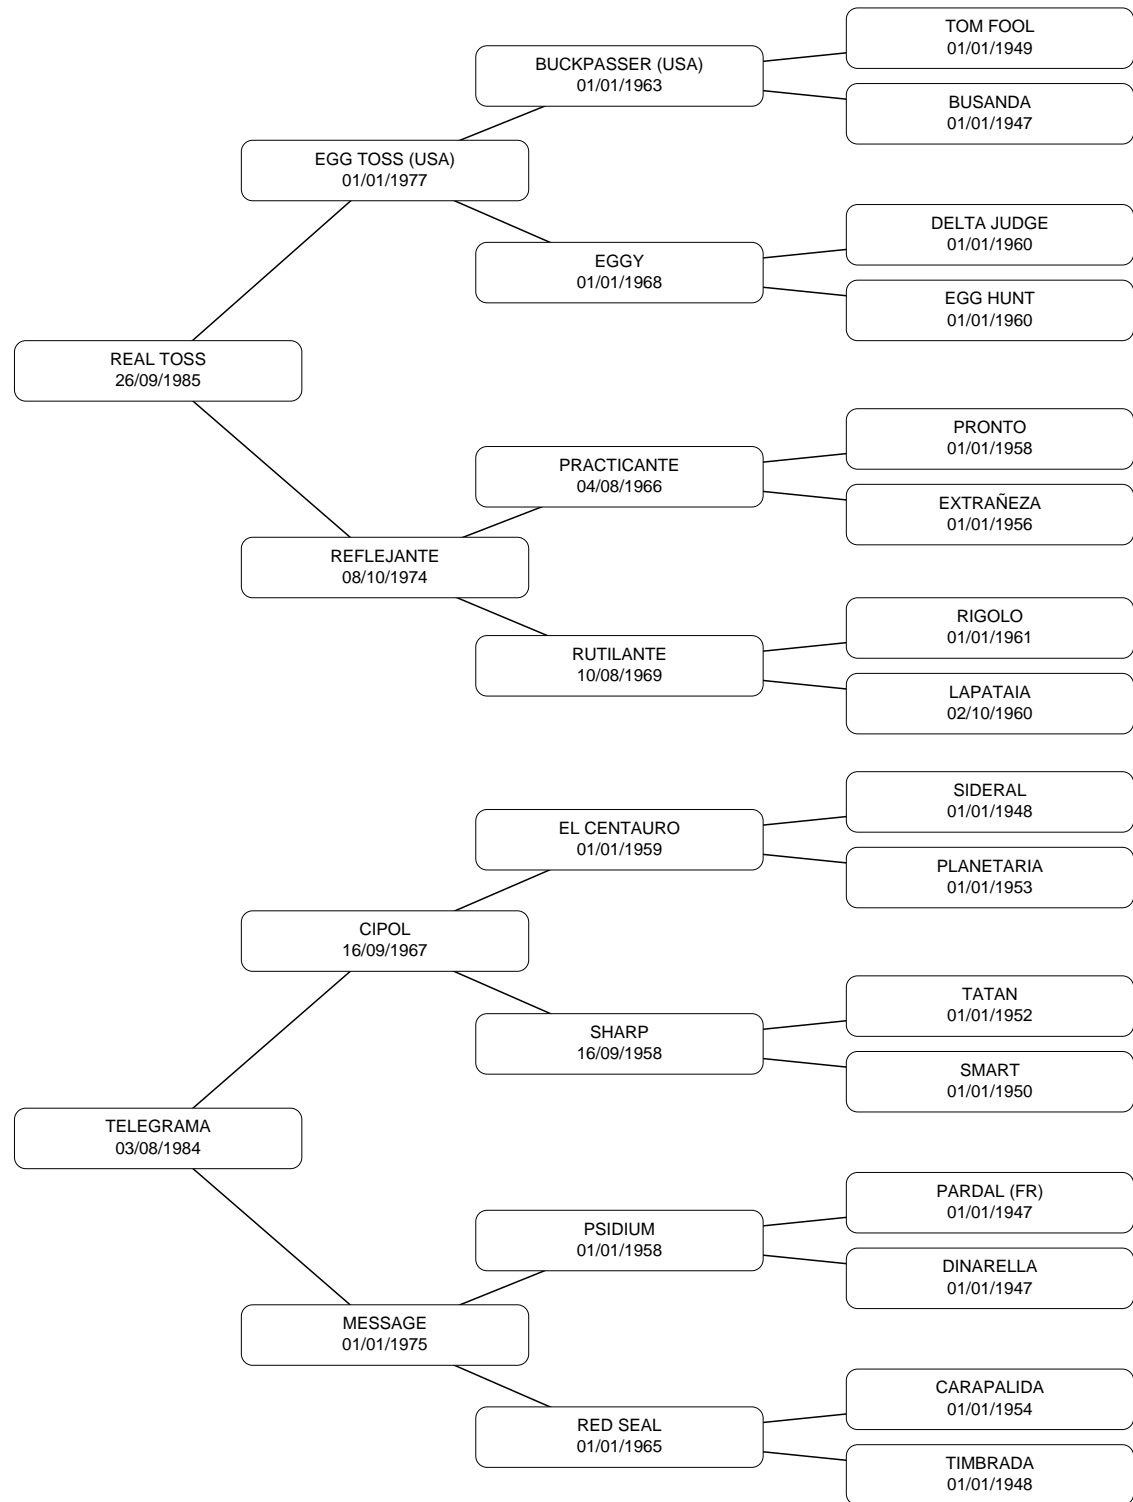 TOM FOOL
01/01/1949
BUCKPASSER (USA)
01/01/1963
BUSANDA
01/01/1947
EGG TOSS (USA)
01/01/1977
DELTA JUDGE
01/01/1960
EGGY
01/01/1968
EGG HUNT
01/01/1960
REAL TOSS
26/09/1985
PRONTO
01/01/1958
PRACTICANTE
04/08/1966
EXTRAÑEZA
01/01/1956
REFLEJANTE
08/10/1974
RIGOLO
01/01/1961
RUTILANTE
10/08/1969
LAPATAIA
02/10/1960
SIDERAL
01/01/1948
EL CENTAURO
01/01/1959
PLANETARIA
01/01/1953
CIPOL
16/09/1967
TATAN
01/01/1952
SHARP
16/09/1958
SMART
01/01/1950
TELEGRAMA
03/08/1984
PARDAL (FR)
01/01/1947
PSIDIUM
01/01/1958
DINARELLA
01/01/1947
MESSAGE
01/01/1975
CARAPALIDA
01/01/1954
RED SEAL
01/01/1965
TIMBRADA
01/01/1948